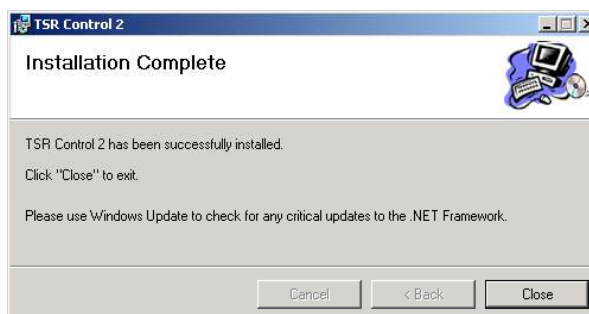 TSR Control 2
Installation Complete
TSR Control 2 has been successfully installed.
Click "Close" to exit.
Please use Windows Update to check for any critical updates to the .NET Framework.
Cancel
< Back
Close